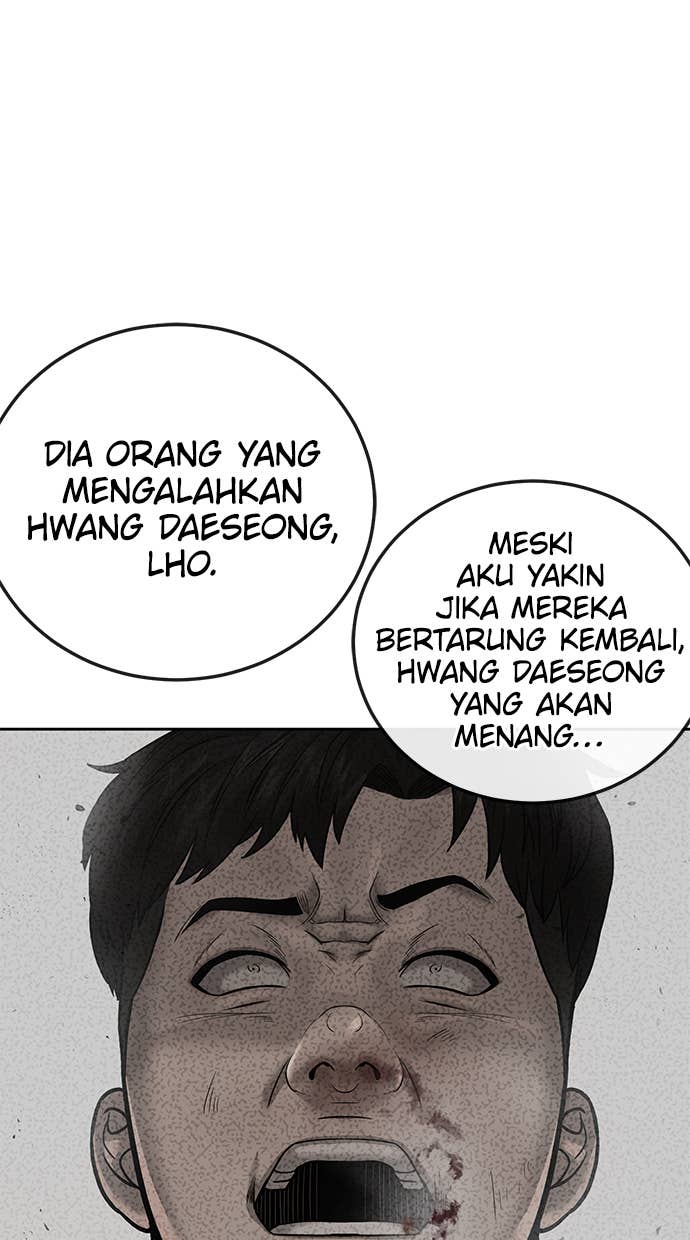 DIA ORANG YANG
MENGALAHKAN
HWANG DAESEONG,
LHO.
MESKI
AKU YAKIN
JIKA MEREKA
BERTARUNG KEMBALI,
HWANG DAESEONG
YANG AKAN
MENANG...